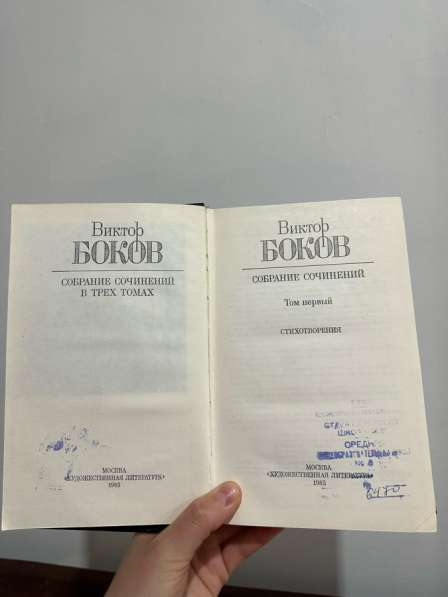 Виктор
БОКОВ
СОБРАНИЕ СОЧИНЕНИЙ
В ТРЕХ ТОМАХ
МОСКВА
«ХУДОЖЕСТВЕННАЯ ЛИТЕРАТУРА»
1983
Виктор
БОКОВ
СОБРАНИЕ СОЧИНЕНИЙ
Том первый
СТИХОТВОРЕНИЯ
МОСКВА
«ХУДОЖЕСТВЕННАЯ ЛИТЕРАТУРА»
1983